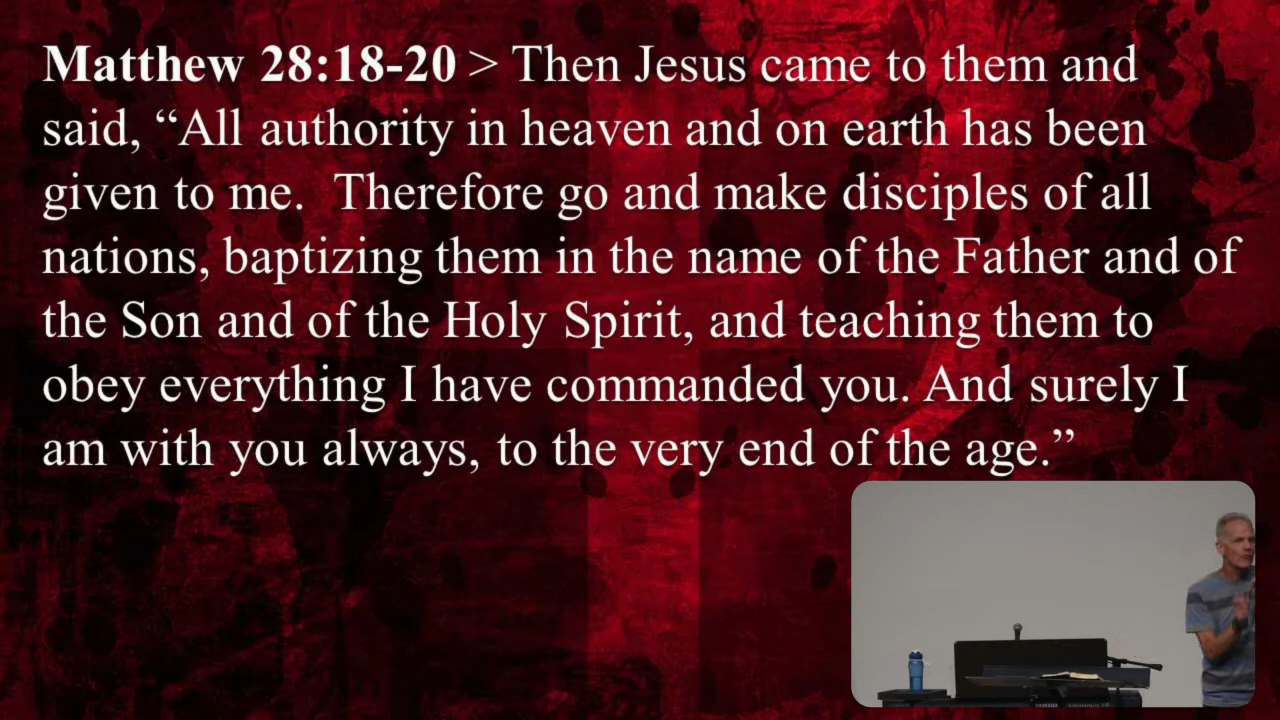 Matthew 28:18-20 > Then Jesus came to them and
said, “All authority in heaven and on earth has been
given to me.  Therefore go and make disciples of all
nations, baptizing them in the name of the Father and of
the Son and of the Holy Spirit, and teaching them to
obey everything I have commanded you. And surely I
am with you always, to the very end of the age.”
YAMAHA